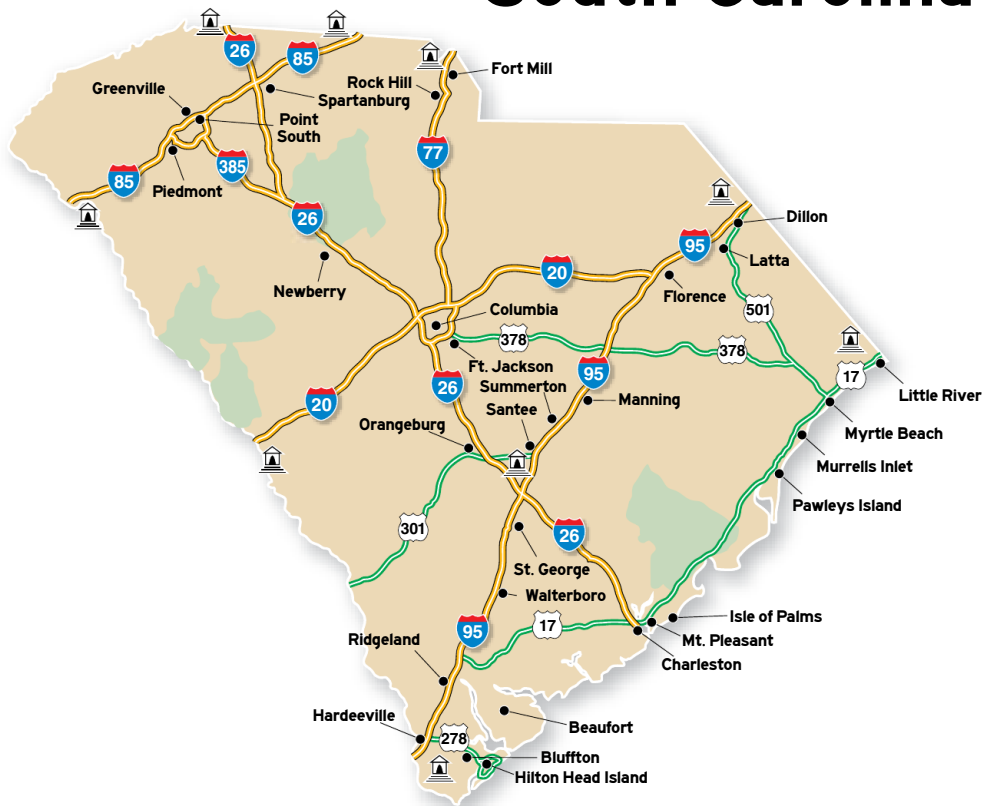 South Carolina
26
85
Fort Mill
Rock Hill
Greenville
Spartanburg
Point
South
77
385
85
Piedmont
26
Dillon
95
Latta
20
Newberry
Florence
501
Columbia
378
378
Ft. Jackson
17
Summerton
26
95
Little River
20
Santee
Manning
Orangeburg
Myrtle Beach
Murrells Inlet
Pawleys Island
301
26
St. George
Walterboro
Isle of Palms
17
95
Mt. Pleasant
Ridgeland
Charleston
Hardeeville
Beaufort
278
Bluffton
Hilton Head Island